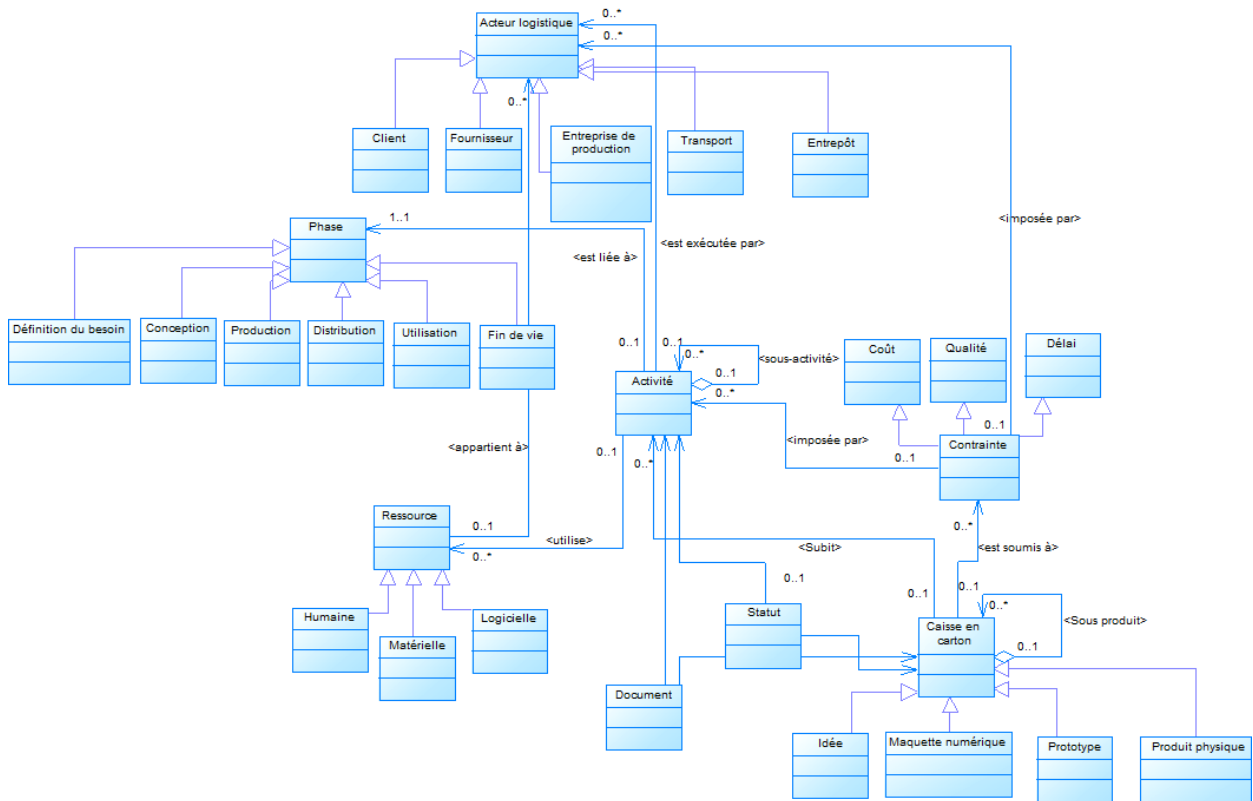 Acteur logistique
0..*
0..*
0..*
Client
Fournisseur
Entreprise de
production
Transport
Entrepôt
Phase
1..1
<imposée par>
<est exécutée par>
<est liée à>
Définition du besoin
Conception
Production
Distribution
Utilisation
Fin de vie
0..1
0..1
0..*
<sous-activité>
0..1
Activité
0..*
Coût
Qualité
Délai
0..1
<appartient à>
0..1
0..*
<imposée par>
0..1
Contrainte
Ressource
0..1
<utilise>
0..*
0..*
<est soumis à>
<Subit>
0..1
0..1
0..1
0..*
<Sous produit>
0..1
Humaine
Matérielle
Logicielle
Statut
Caisse en
carton
Document
Idée
Maquette numérique
Prototype
Produit physique